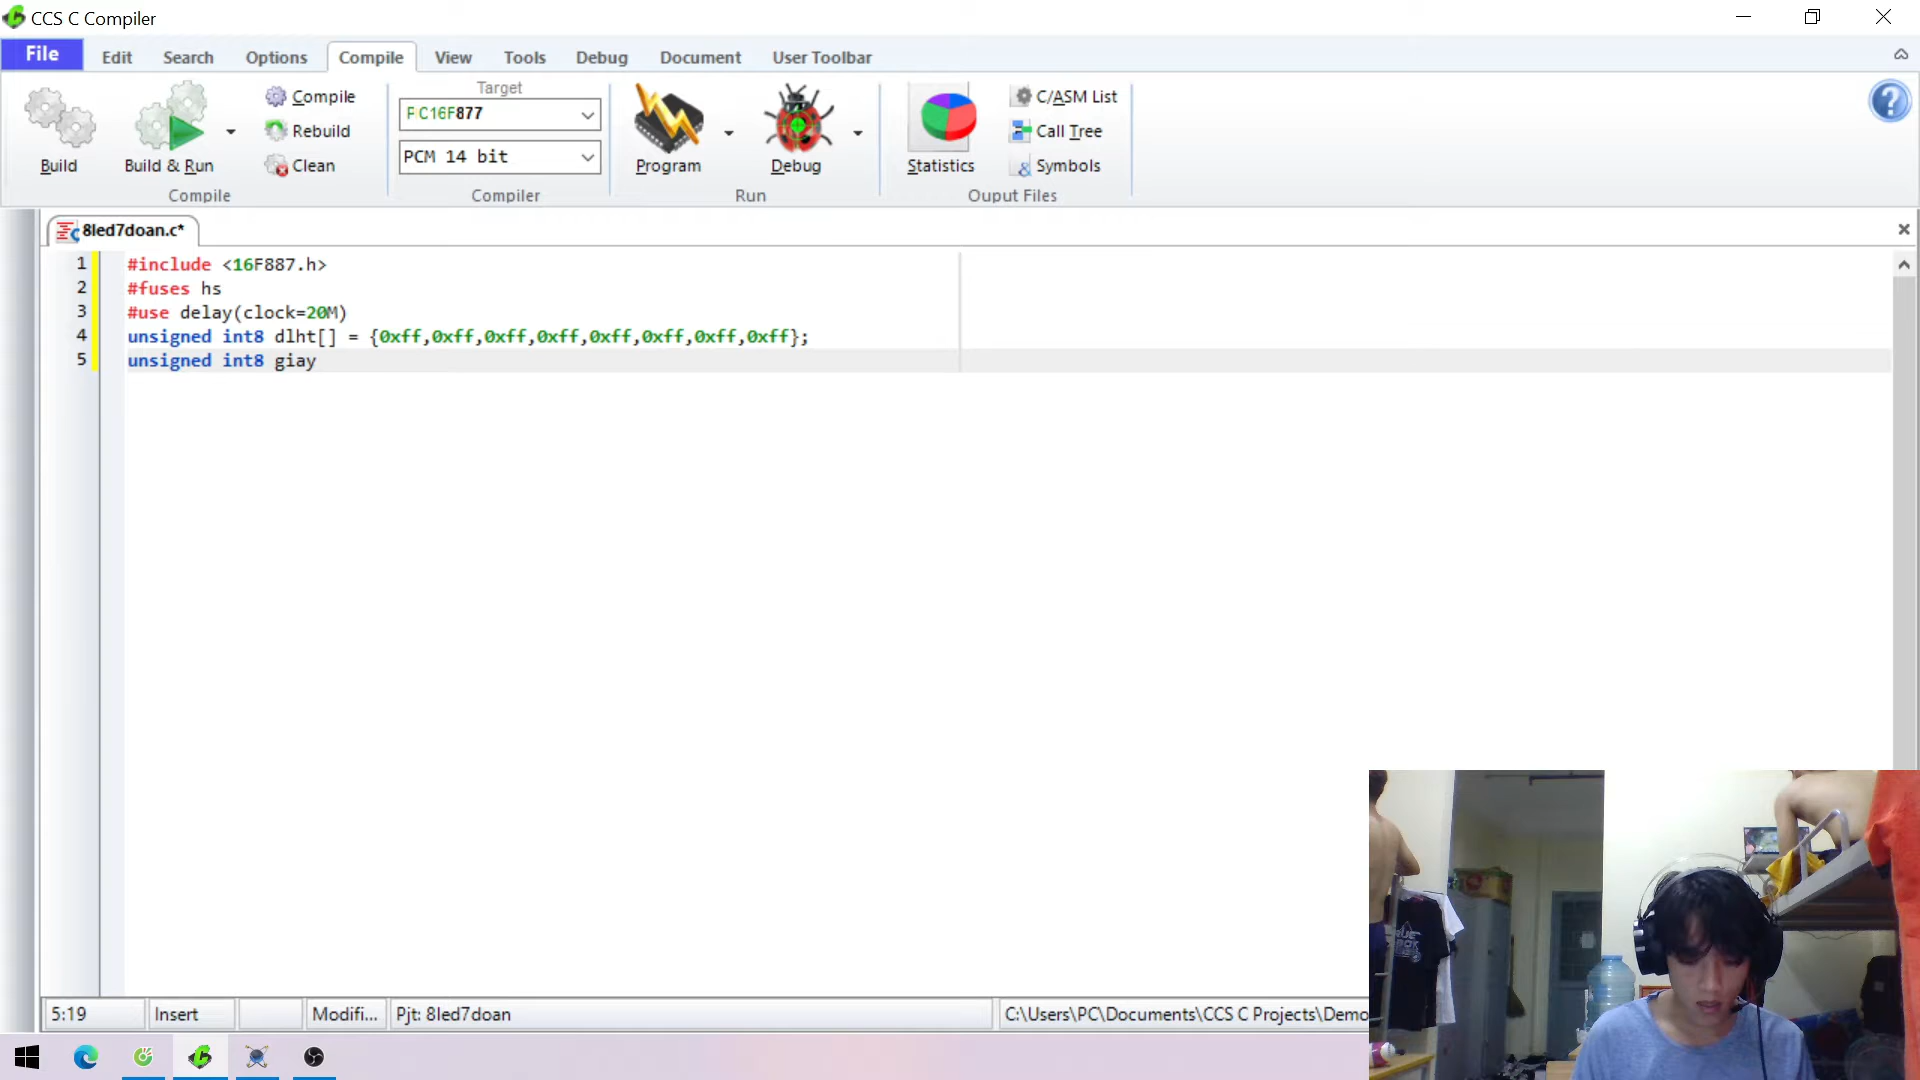 CCS C Compiler
File Edit Search Options Compile View Tools Debug Document User Toolbar
Build
Build & Run
Compile
Rebuild
Clean
Compile
Target
PIC16F877
PCM 14 bit
Compiler
Program
Debug
Run
Statistics
C/ASM List
Call Tree
Symbols
Ouput Files
8led7doan.c*
1 #include <16F887.h>
2 #fuses hs
3 #use delay(clock=20M)
4 unsigned int8 dlht[] = {0xff,0xff,0xff,0xff,0xff,0xff,0xff,0xff};
5 unsigned int8 giay
5:19 Insert Modifi... Pjt: 8led7doan C:\Users\PC\Documents\CCS C Projects\Demo